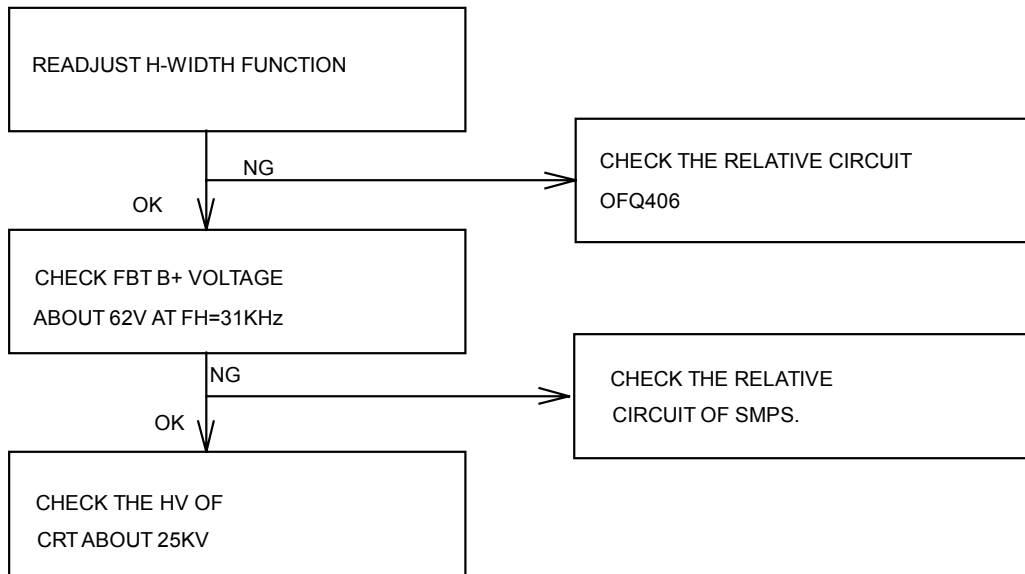 READJUST H-WIDTH FUNCTION
NG
CHECK THE RELATIVE CIRCUIT
OFQ406
OK
CHECK FBT B+ VOLTAGE
ABOUT 62V AT FH=31KHz
NG
CHECK THE RELATIVE
CIRCUIT OF SMPS.
OK
CHECK THE HV OF
CRT ABOUT 25KV